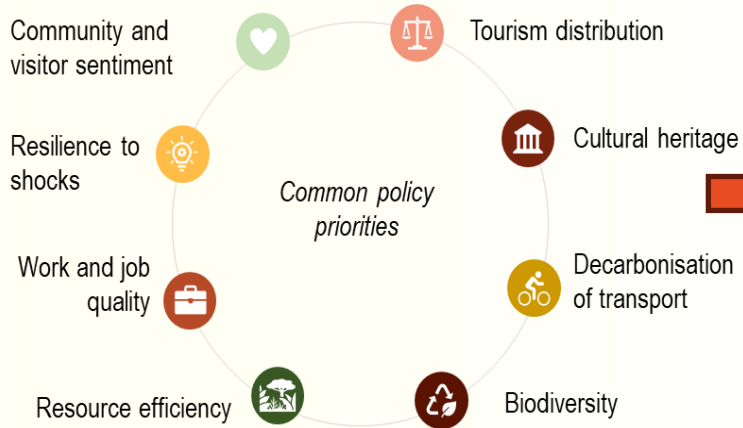 Community and
visitor sentiment
Tourism distribution
Resilience to
shocks
Cultural heritage
Common policy
priorities
Work and job
quality
Decarbonisation
of transport
Resource efficiency
Biodiversity